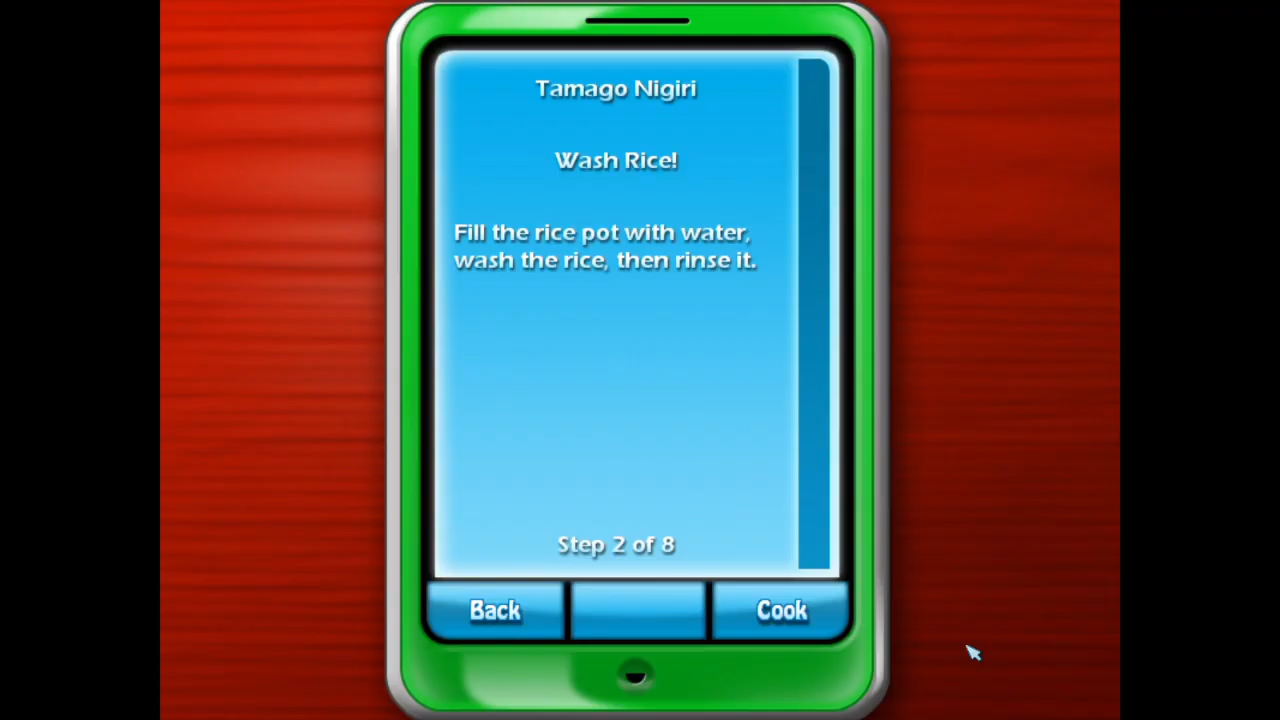 Tamago Nigiri
Wash Rice!
Fill the rice pot with water,
wash the rice, then rinse it.
Step 2 of 8
Back
Cook